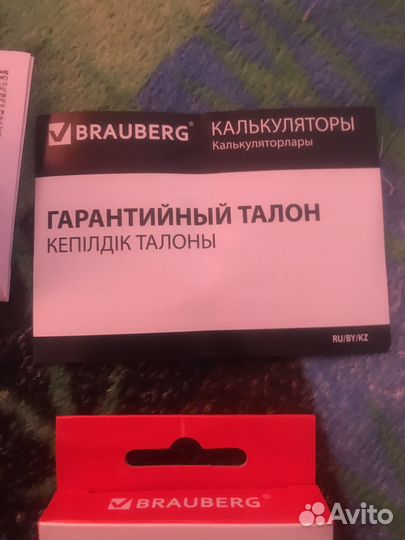 BRAUBERG® КАЛЬКУЛЯТОРЫ
Калькуляторлары
ГАРАНТИЙНЫЙ ТАЛОН
КЕПІЛДІК ТАЛОНЫ
RU/BY/KZ
BRAUBERG®
Avito